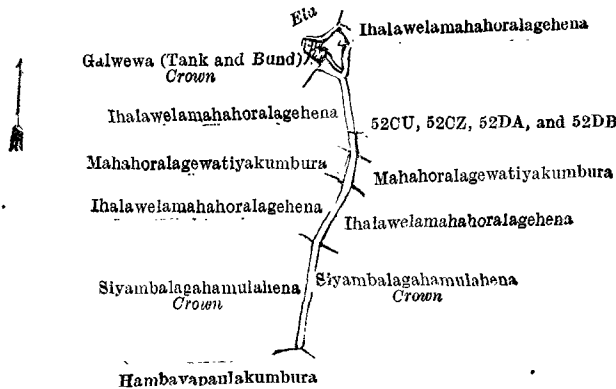 Ela
Ihalawelamahahoralagehena
Galwewa (Tank and Bund)
Crown
Ihalawelamahahoralagehena
52CU, 52CZ, 52DA, and 52DB
Mahahoralagewatiyakumbura
Mahahoralagewatiyakumbura
Ihalawelamahahoralagehena
Ihalawelamahahoralagehena
Siyambalagahamulahena
Crown
Siyambalagahamulahena
Crown
Hambavapaulakumbura